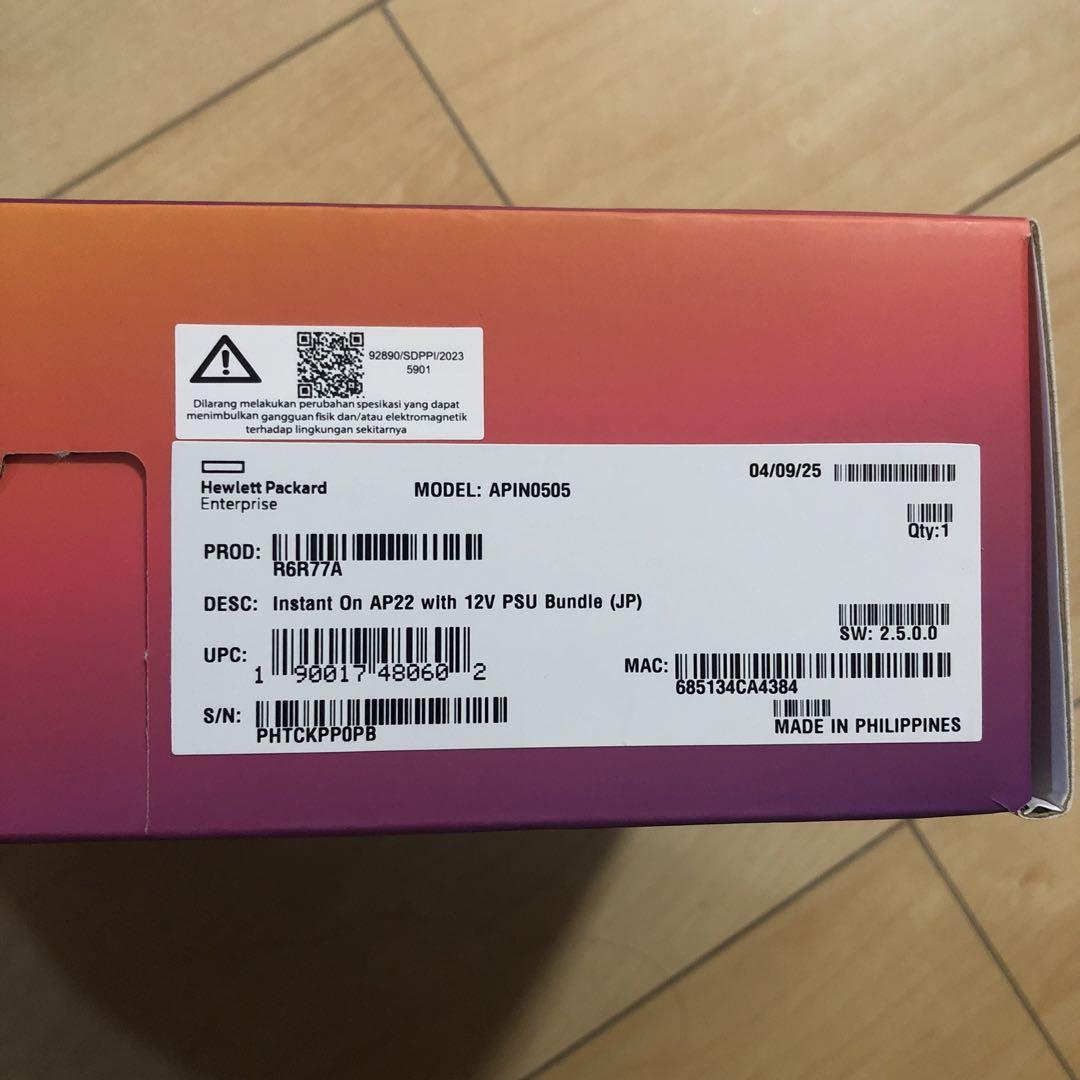 92890/SDPPI/2023
5901
Dilarang melakukan perubahan spesikasi yang dapat
menimbulkan gangguan fisik dan/atau elektromagnetik
terhadap lingkungan sekitarnya
Hewlett Packard
Enterprise
MODEL: APIN0505
04/09/25
Qty:1
PROD:
R6R77A
DESC: Instant On AP22 with 12V PSU Bundle (JP)
SW: 2.5.0.0
UPC:
1 90017 48060 2
MAC:
685134CA4384
S/N:
PHTCKPP0PB
MADE IN PHILIPPINES